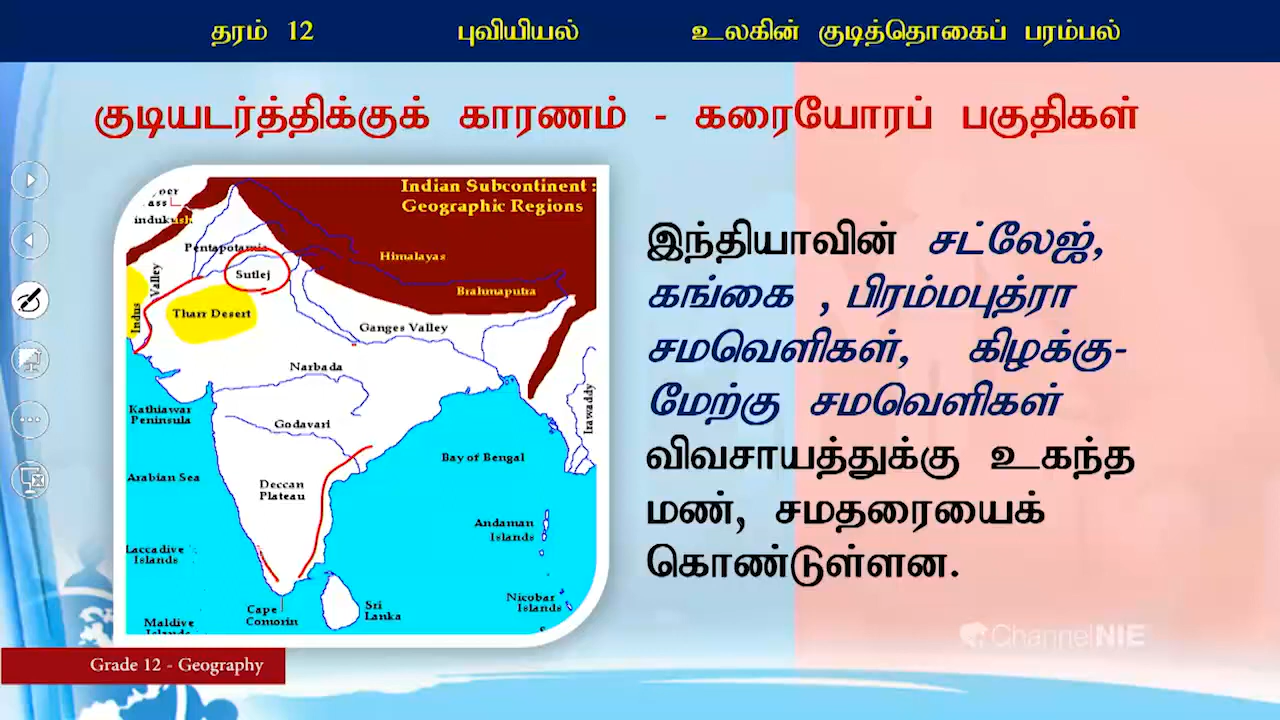 தரம் 12 புவியியல் உலகின் குடித்தொகைப் பரம்பல்
குடியடர்த்திக்குக் காரணம் - கரையோரப் பகுதிகள்
Indian Subcontinent :
Geographic Regions
Pentapotamia
Himalayas
Sutlej
Brahmaputra
Indus Valley
Tharr Desert
Ganges Valley
Narbada
Kathiawar
Peninsula
Godavari
Irawaddy
Bay of Bengal
Arabian Sea
Deccan
Plateau
Andaman
Islands
Laccadive
Islands
Nicobar
Islands
Cape
Comorin
Sri
Lanka
Maldive
Islands
இந்தியாவின் சட்லேஜ்,
கங்கை , பிரம்மபுத்ரா
சமவெளிகள், கிழக்கு-
மேற்கு சமவெளிகள்
விவசாயத்துக்கு உகந்த
மண், சமதரையைக்
கொண்டுள்ளன.
Channel NIE
Grade 12 - Geography